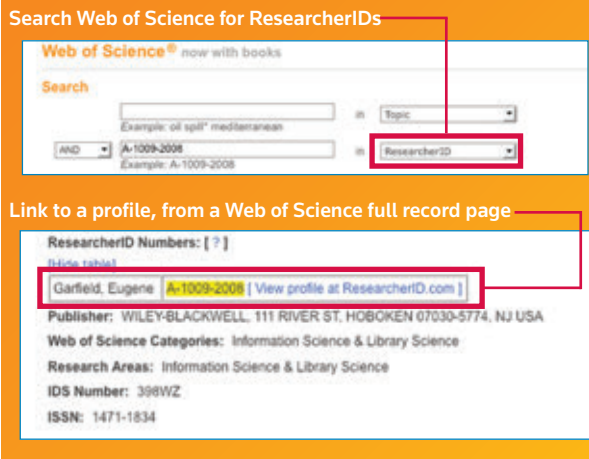 Search Web of Science for ResearcherIDs
Web of Science® now with books
Search
in Topic
Example: oil spill* mediterranean
AND A-1009-2008 in ResearcherID
Example: A-1009-2008
Link to a profile, from a Web of Science full record page
ResearcherID Numbers: [ ? ]
[Hide table]
Garfield, Eugene A-1009-2008 [ View profile at ResearcherID.com ]
Publisher: WILEY-BLACKWELL, 111 RIVER ST, HOBOKEN 07030-5774, NJ USA
Web of Science Categories: Information Science & Library Science
Research Areas: Information Science & Library Science
IDS Number: 398WZ
ISSN: 1471-1834